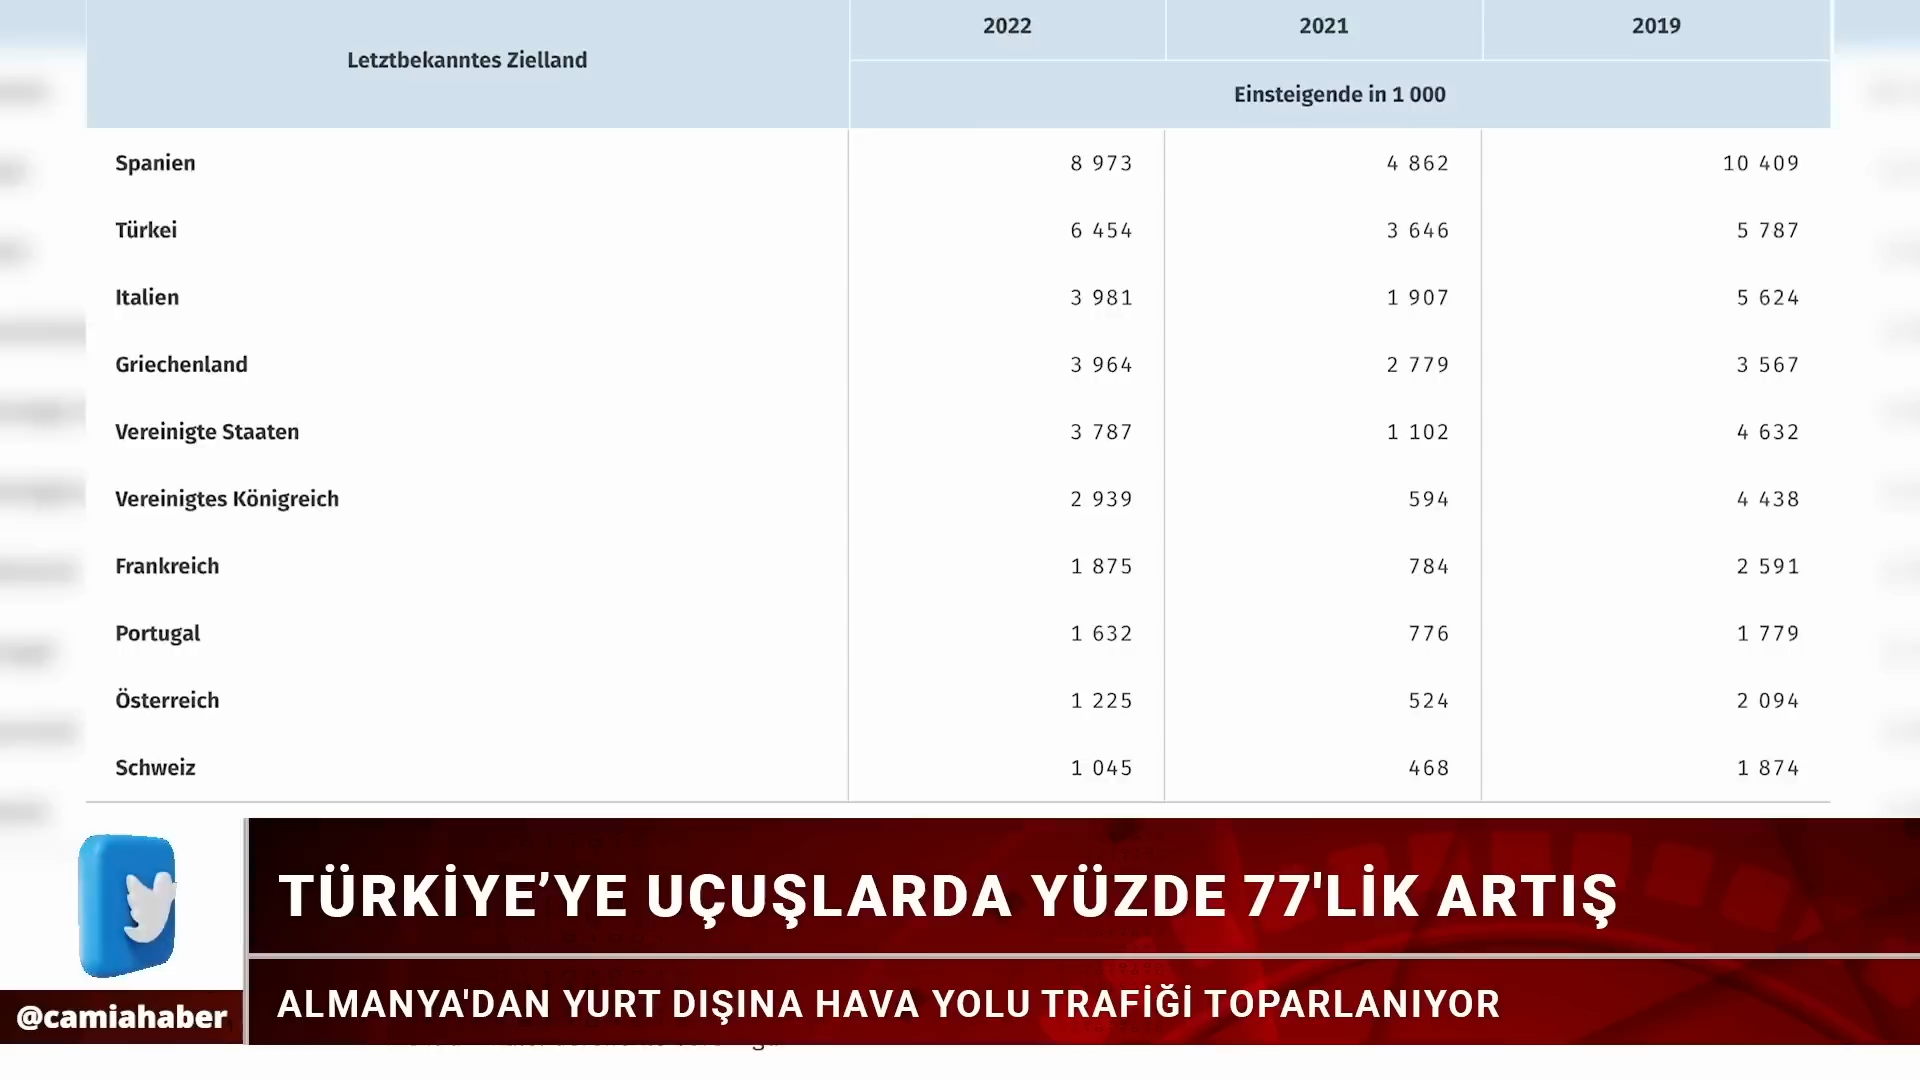 2022 2021 2019
Letztbekanntes Zielland
Einsteigende in 1 000
Spanien 8 973 4 862 10 409
Türkei 6 454 3 646 5 787
Italien 3 981 1 907 5 624
Griechenland 3 964 2 779 3 567
Vereinigte Staaten 3 787 1 102 4 632
Vereinigtes Königreich 2 939 594 4 438
Frankreich 1 875 784 2 591
Portugal 1 632 776 1 779
Österreich 1 225 524 2 094
Schweiz 1 045 468 1 874
TÜRKİYE’YE UÇUŞLARDA YÜZDE 77'LİK ARTIŞ
ALMANYA'DAN YURT DIŞINA HAVA YOLU TRAFİĞİ TOPARLANIYOR
@camiahaber